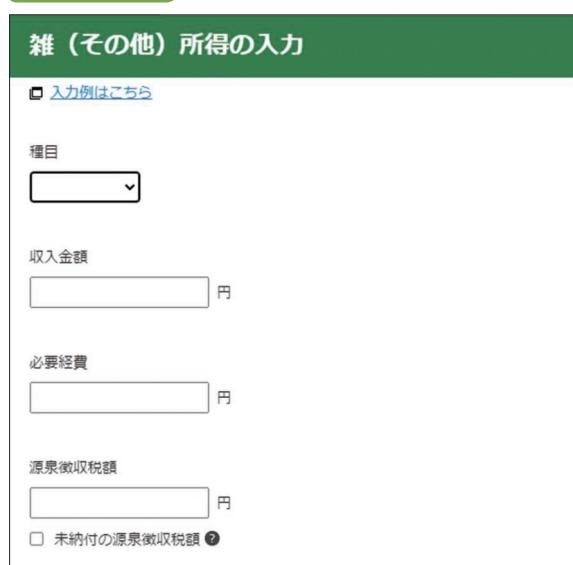 雑（その他）所得の入力
入力例はこちら
種目
収入金額
円
必要経費
円
源泉徴収税額
円
未納付の源泉徴収税額 ?